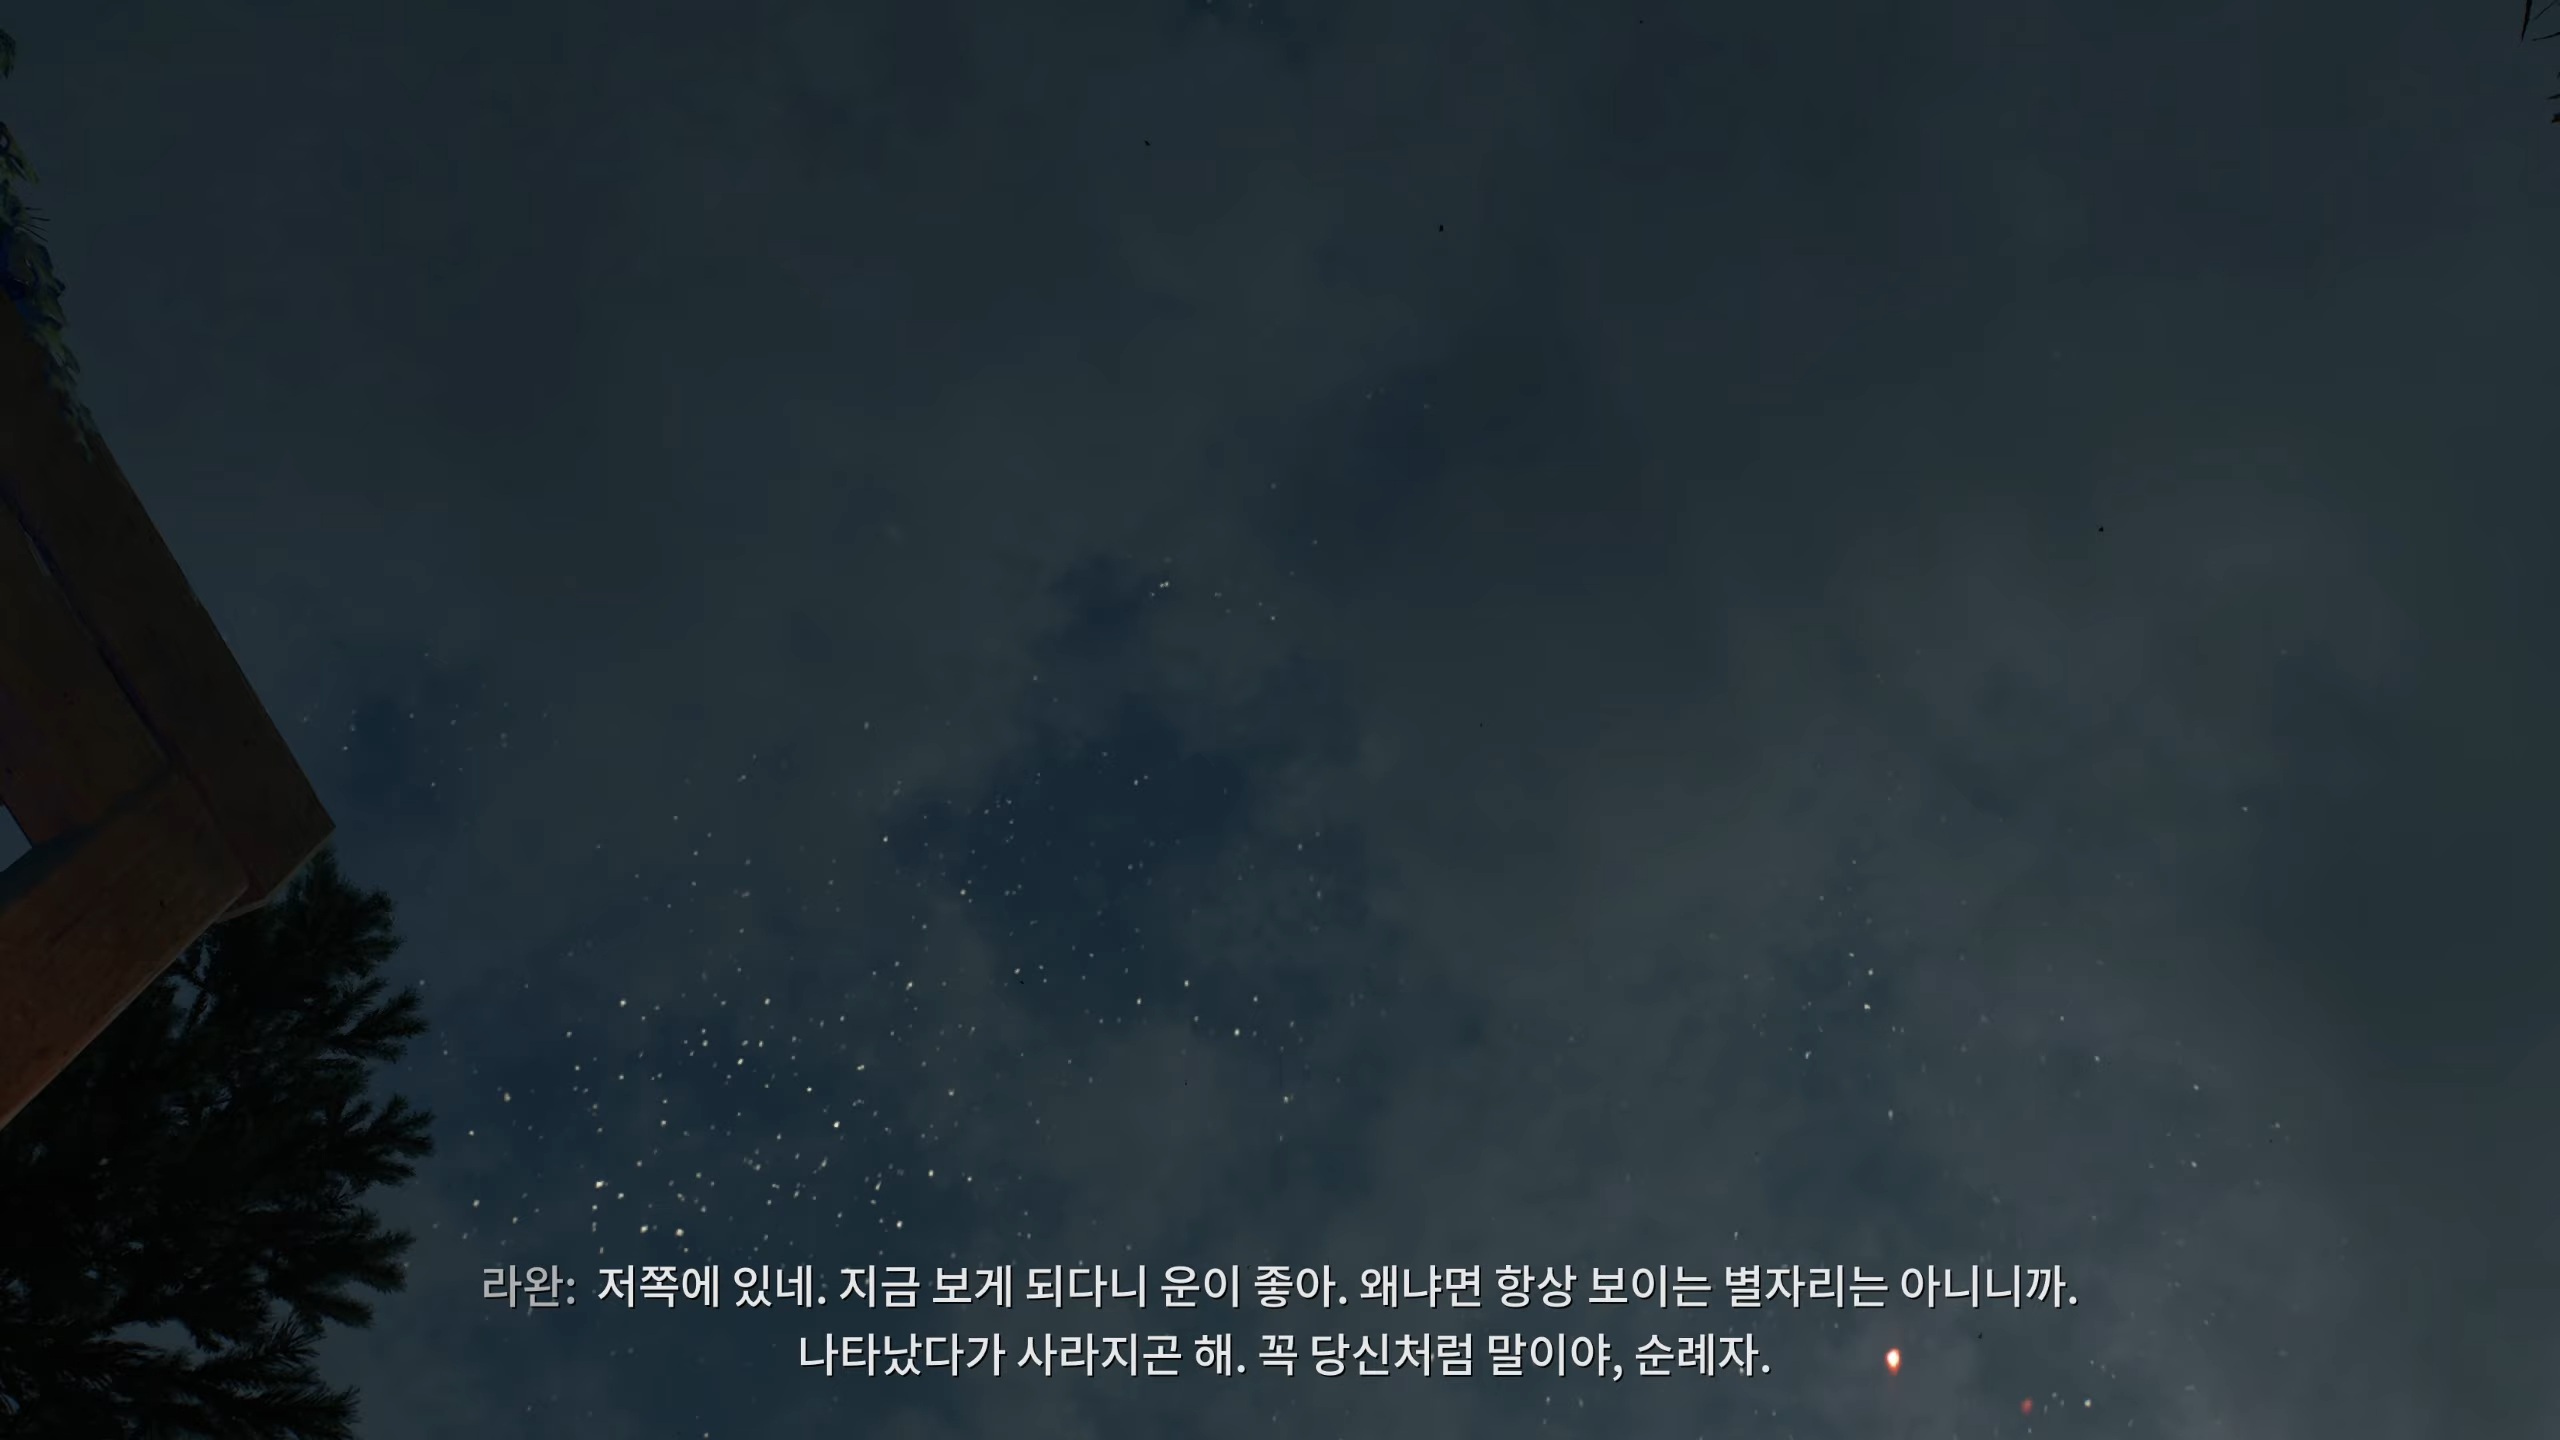 라완: 저쪽에 있네. 지금 보게 되다니 운이 좋아. 왜냐면 항상 보이는 별자리는 아니니까.
나타났다가 사라지곤 해. 꼭 당신처럼 말이야, 순례자.